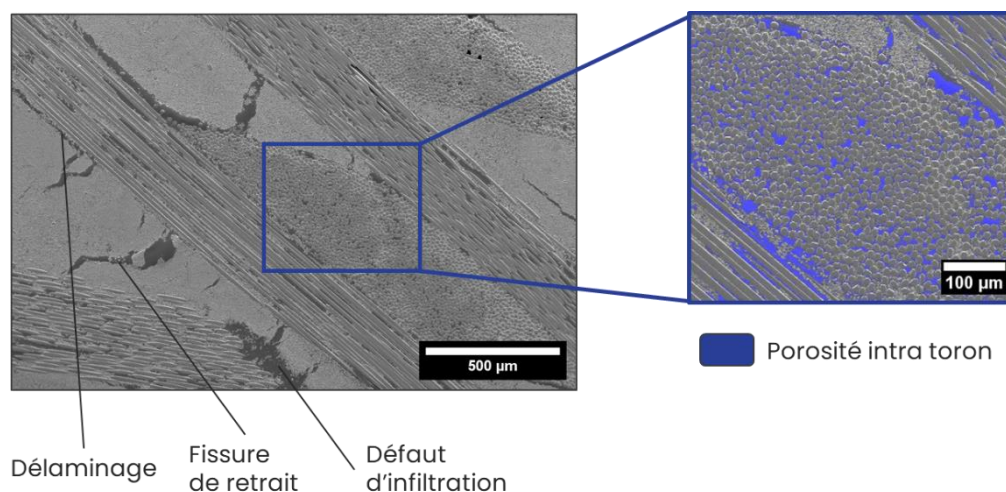 500 µm
100 µm
Porosité intra toron
Délaminage
Fissure
de retrait
Défaut
d'infiltration